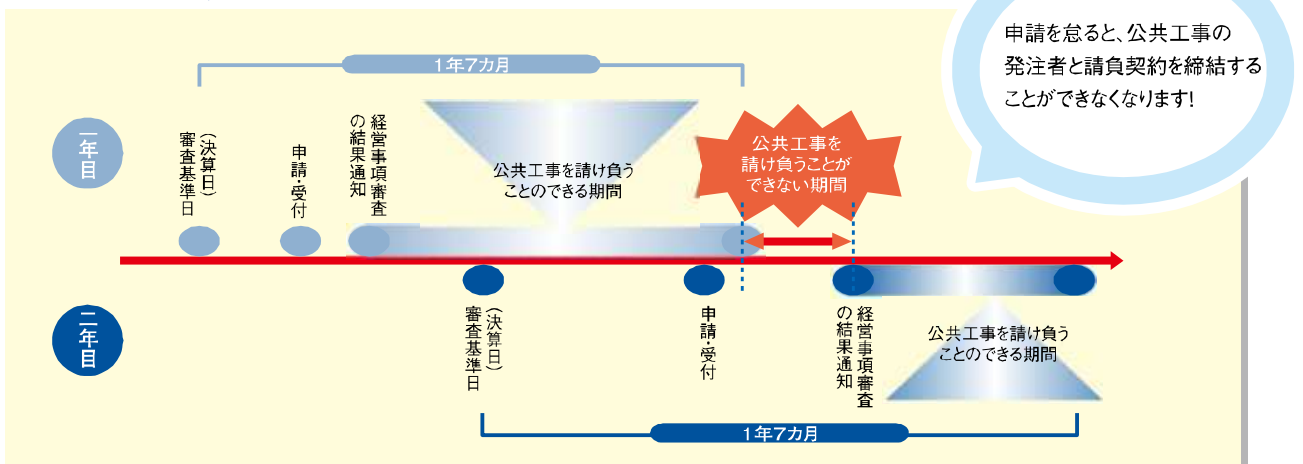 申請を怠ると、公共工事の
発注者と請負契約を締結する
ことができなくなります!
1年7カ月
一年目
審査基準日
(決算日)
申請・受付
経営事項審査
の結果通知
公共工事を請け負う
ことのできる期間
公共工事を
請け負うことが
できない期間
二年目
審査基準日
(決算日)
申請・受付
経営事項審査
の結果通知
公共工事を請け負う
ことのできる期間
1年7カ月